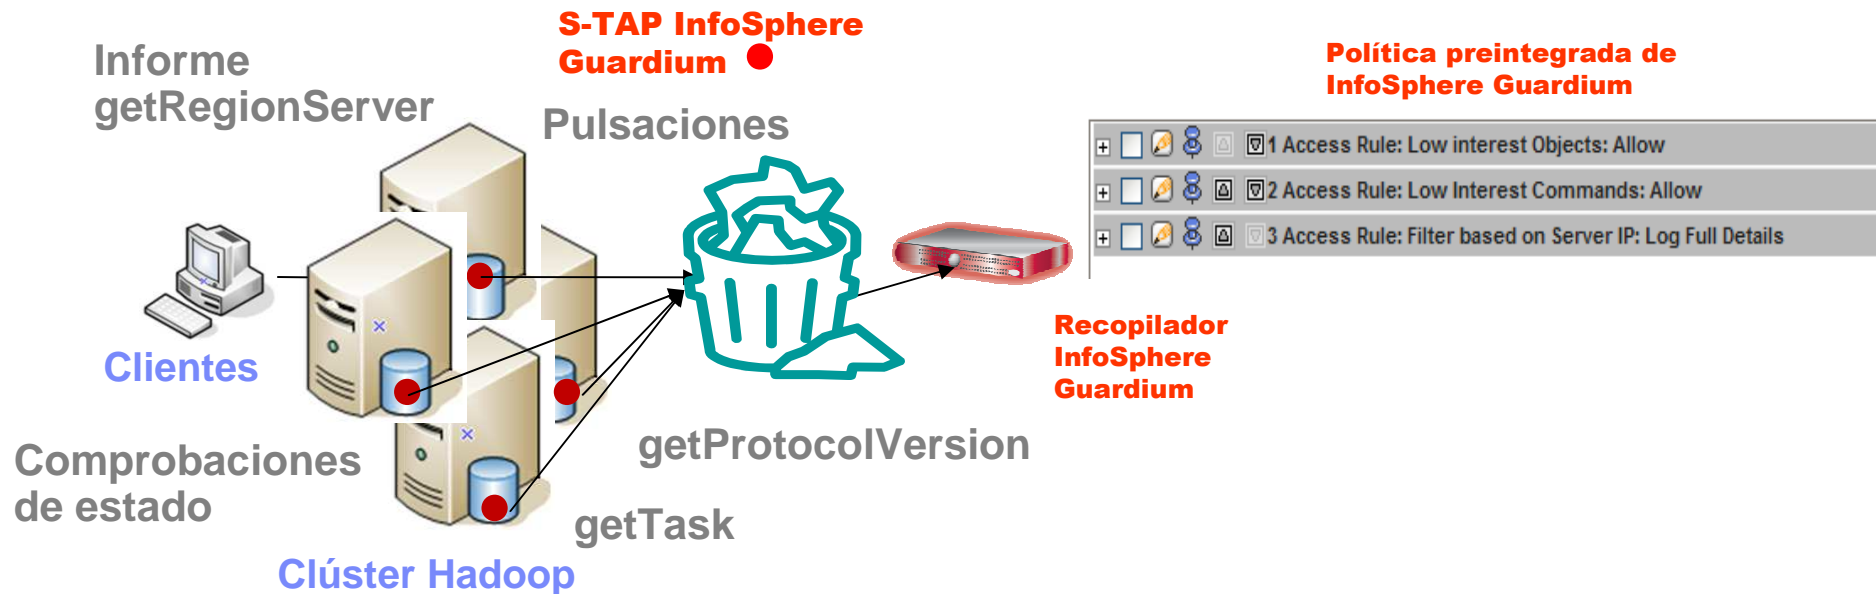 S-TAP InfoSphere
Guardium
Informe
getRegionServer
Pulsaciones
Política preintegrada de
InfoSphere Guardium
1 Access Rule: Low interest Objects: Allow
2 Access Rule: Low Interest Commands: Allow
3 Access Rule: Filter based on Server IP: Log Full Details
Clientes
Recopilador
InfoSphere
Guardium
Comprobaciones
de estado
getProtocolVersion
getTask
Clúster Hadoop